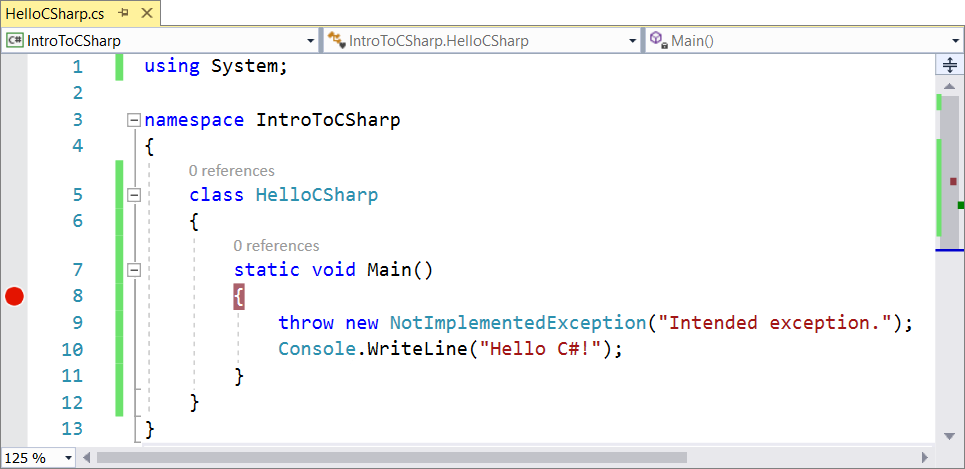 HelloCSharp.cs
C# IntroToCSharp IntroToCSharp.HelloCSharp Main()
1 using System;
2
3 namespace IntroToCSharp
4 {
0 references
5 class HelloCSharp
6 {
0 references
7 static void Main()
8 {
9 throw new NotImplementedException("Intended exception.");
10 Console.WriteLine("Hello C#!");
11 }
12 }
13 }
125 %